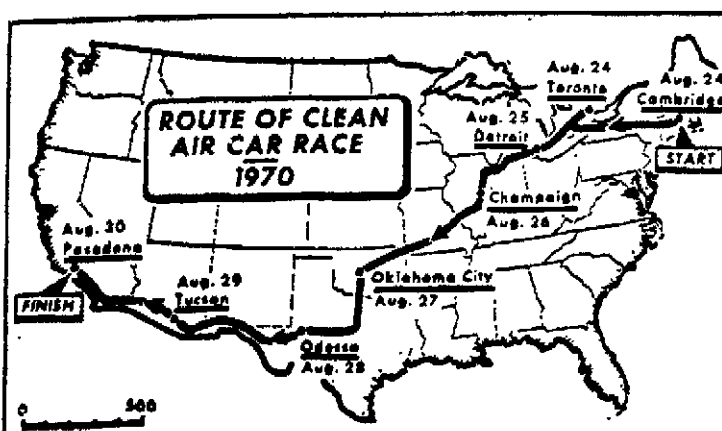 ROUTE OF CLEAN
AIR CAR RACE
1970
Aug. 24
Toronto
Aug. 24
Cambridge
START
Aug. 25
Detroit
Champaign
Aug. 26
Oklahoma City
Aug. 27
Odessa
Aug. 28
Aug. 29
Tucson
Aug. 30
Pasadena
FINISH
0 500